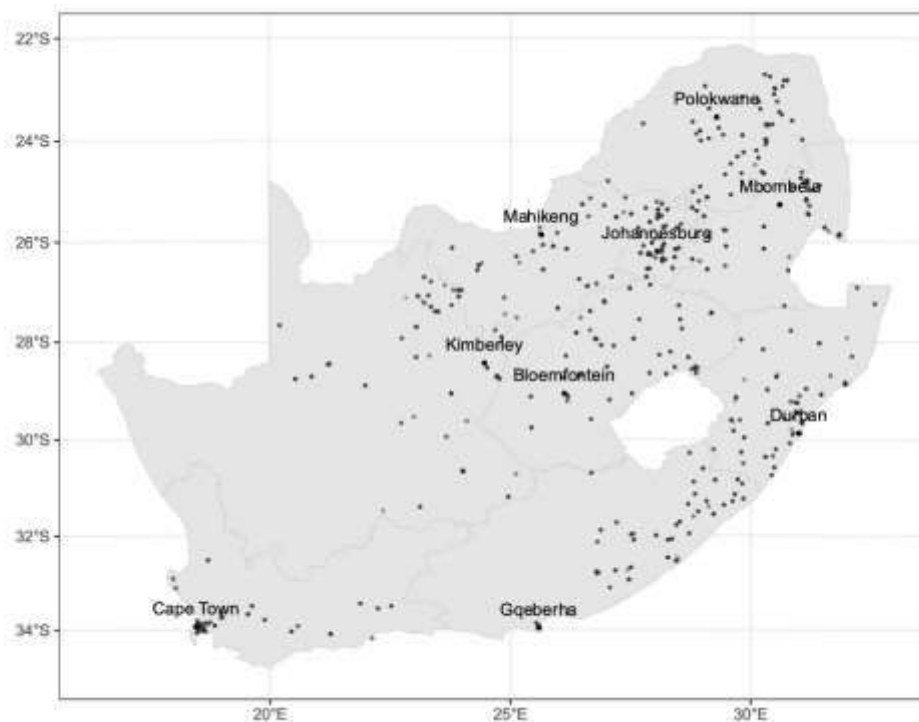 22°S
Polokwane
24°S
Mbombela
Mahikeng
Johannesburg
26°S
28°S
Kimberley
Bloemfontein
Durban
30°S
32°S
Cape Town
Gqeberha
34°S
20°E
25°E
30°E